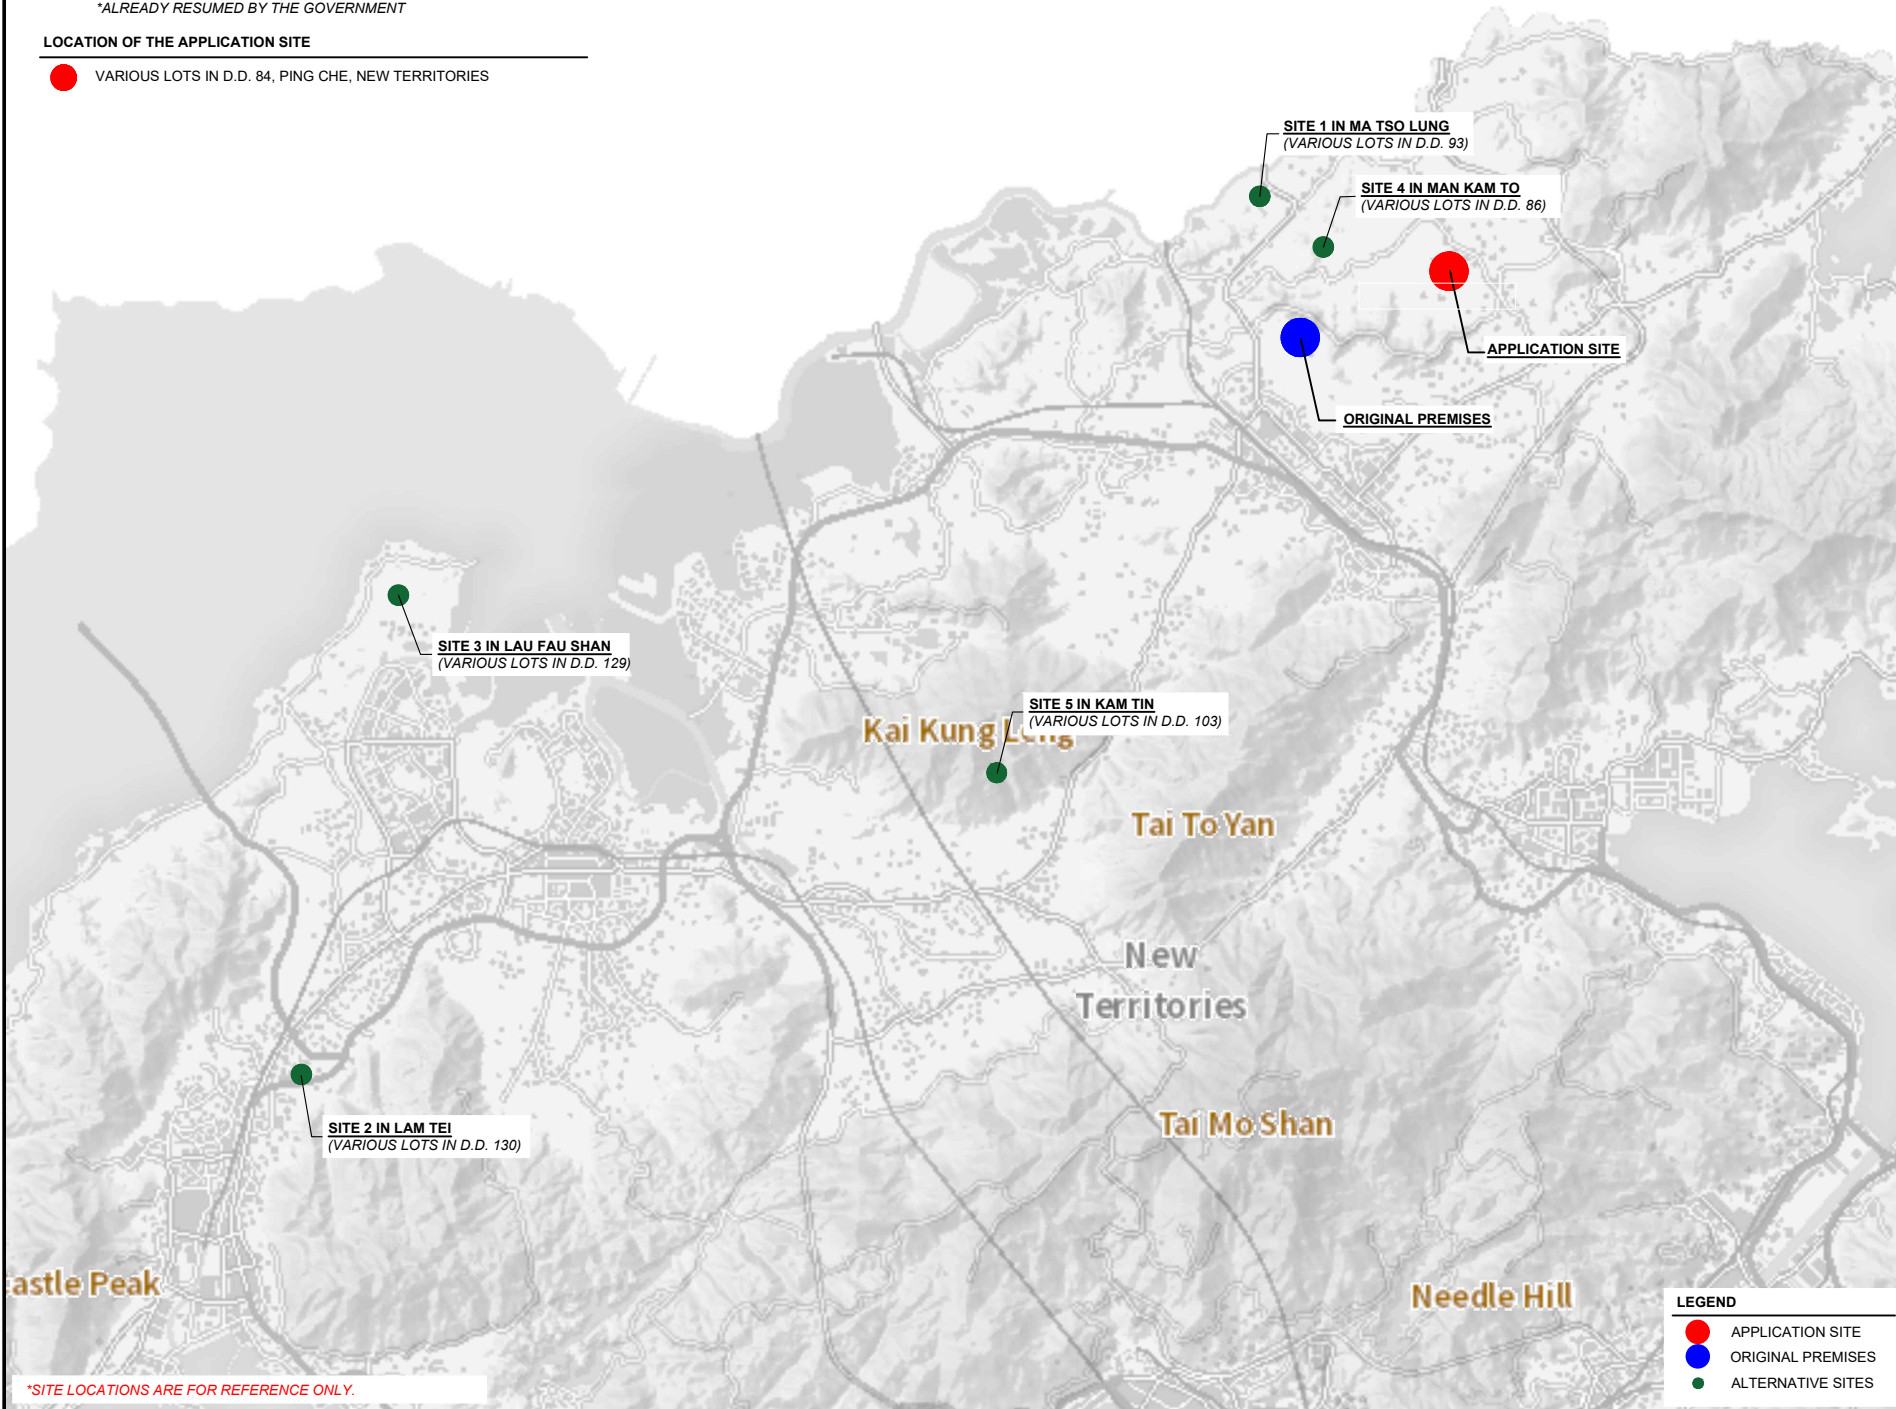 *ALREADY RESUMED BY THE GOVERNMENT
LOCATION OF THE APPLICATION SITE
VARIOUS LOTS IN D.D. 84, PING CHE, NEW TERRITORIES
SITE 1 IN MA TSO LUNG
(VARIOUS LOTS IN D.D. 93)
SITE 4 IN MAN KAM TO
(VARIOUS LOTS IN D.D. 86)
APPLICATION SITE
ORIGINAL PREMISES
SITE 3 IN LAU FAU SHAN
(VARIOUS LOTS IN D.D. 129)
SITE 5 IN KAM TIN
(VARIOUS LOTS IN D.D. 103)
Kai Kung Leng
Tai To Yan
New
Territories
SITE 2 IN LAM TEI
(VARIOUS LOTS IN D.D. 130)
Tai Mo Shan
astle Peak
Needle Hill
LEGEND
APPLICATION SITE
ORIGINAL PREMISES
ALTERNATIVE SITES
*SITE LOCATIONS ARE FOR REFERENCE ONLY.